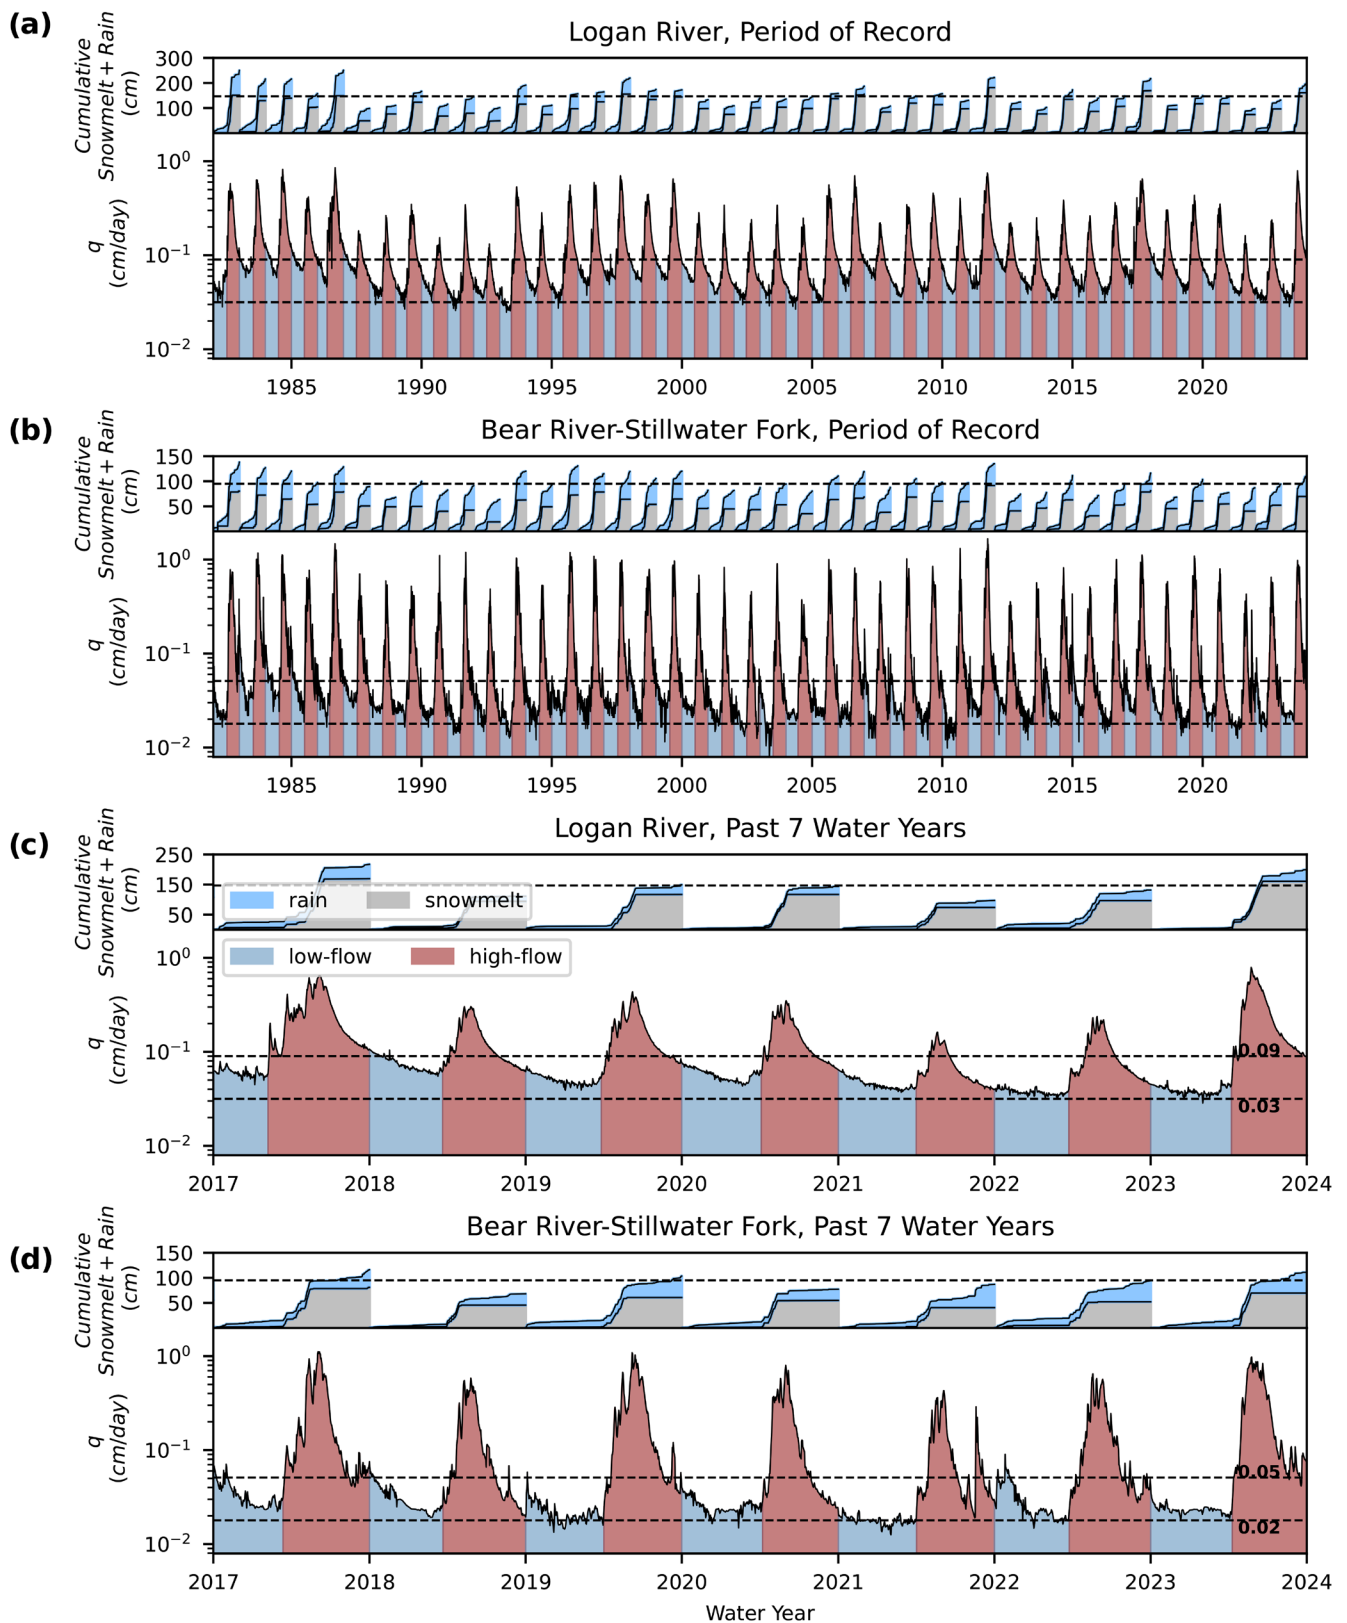 (a)
Logan River, Period of Record
Cumulative
Snowmelt + Rain
(cm)
300
200
100
q
(cm/day)
10⁰
10⁻¹
10⁻²
1985 1990 1995 2000 2005 2010 2015 2020
(b)
Bear River-Stillwater Fork, Period of Record
Cumulative
Snowmelt + Rain
(cm)
150
100
50
q
(cm/day)
10⁰
10⁻¹
10⁻²
1985 1990 1995 2000 2005 2010 2015 2020
(c)
Logan River, Past 7 Water Years
Cumulative
Snowmelt + Rain
(cm)
250
150
50
rain snowmelt
low-flow high-flow
q
(cm/day)
10⁰
10⁻¹
10⁻²
0.09
0.03
2017 2018 2019 2020 2021 2022 2023 2024
(d)
Bear River-Stillwater Fork, Past 7 Water Years
Cumulative
Snowmelt + Rain
(cm)
150
100
50
q
(cm/day)
10⁰
10⁻¹
10⁻²
0.05
0.02
2017 2018 2019 2020 2021 2022 2023 2024
Water Year